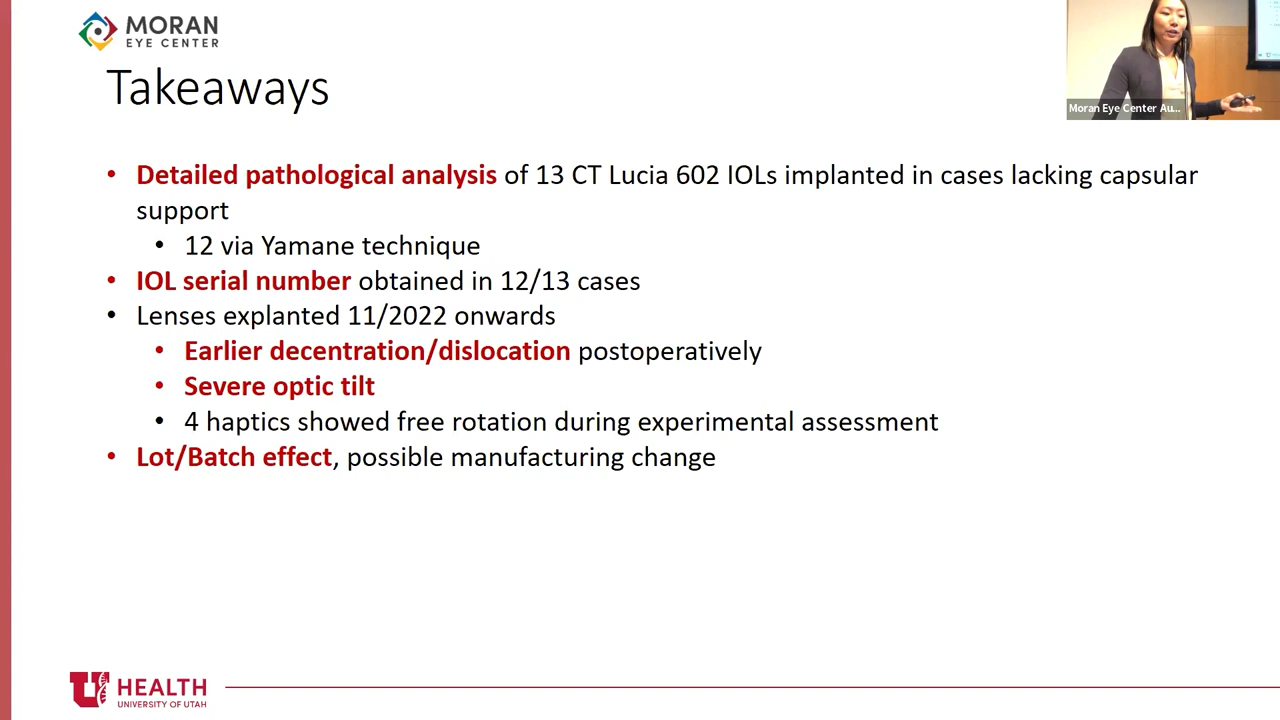 MORAN
EYE CENTER
Takeaways
Moran Eye Center Au...
• Detailed pathological analysis of 13 CT Lucia 602 IOLs implanted in cases lacking capsular
support
• 12 via Yamane technique
• IOL serial number obtained in 12/13 cases
• Lenses explanted 11/2022 onwards
• Earlier decentration/dislocation postoperatively
• Severe optic tilt
• 4 haptics showed free rotation during experimental assessment
• Lot/Batch effect, possible manufacturing change
U HEALTH
UNIVERSITY OF UTAH